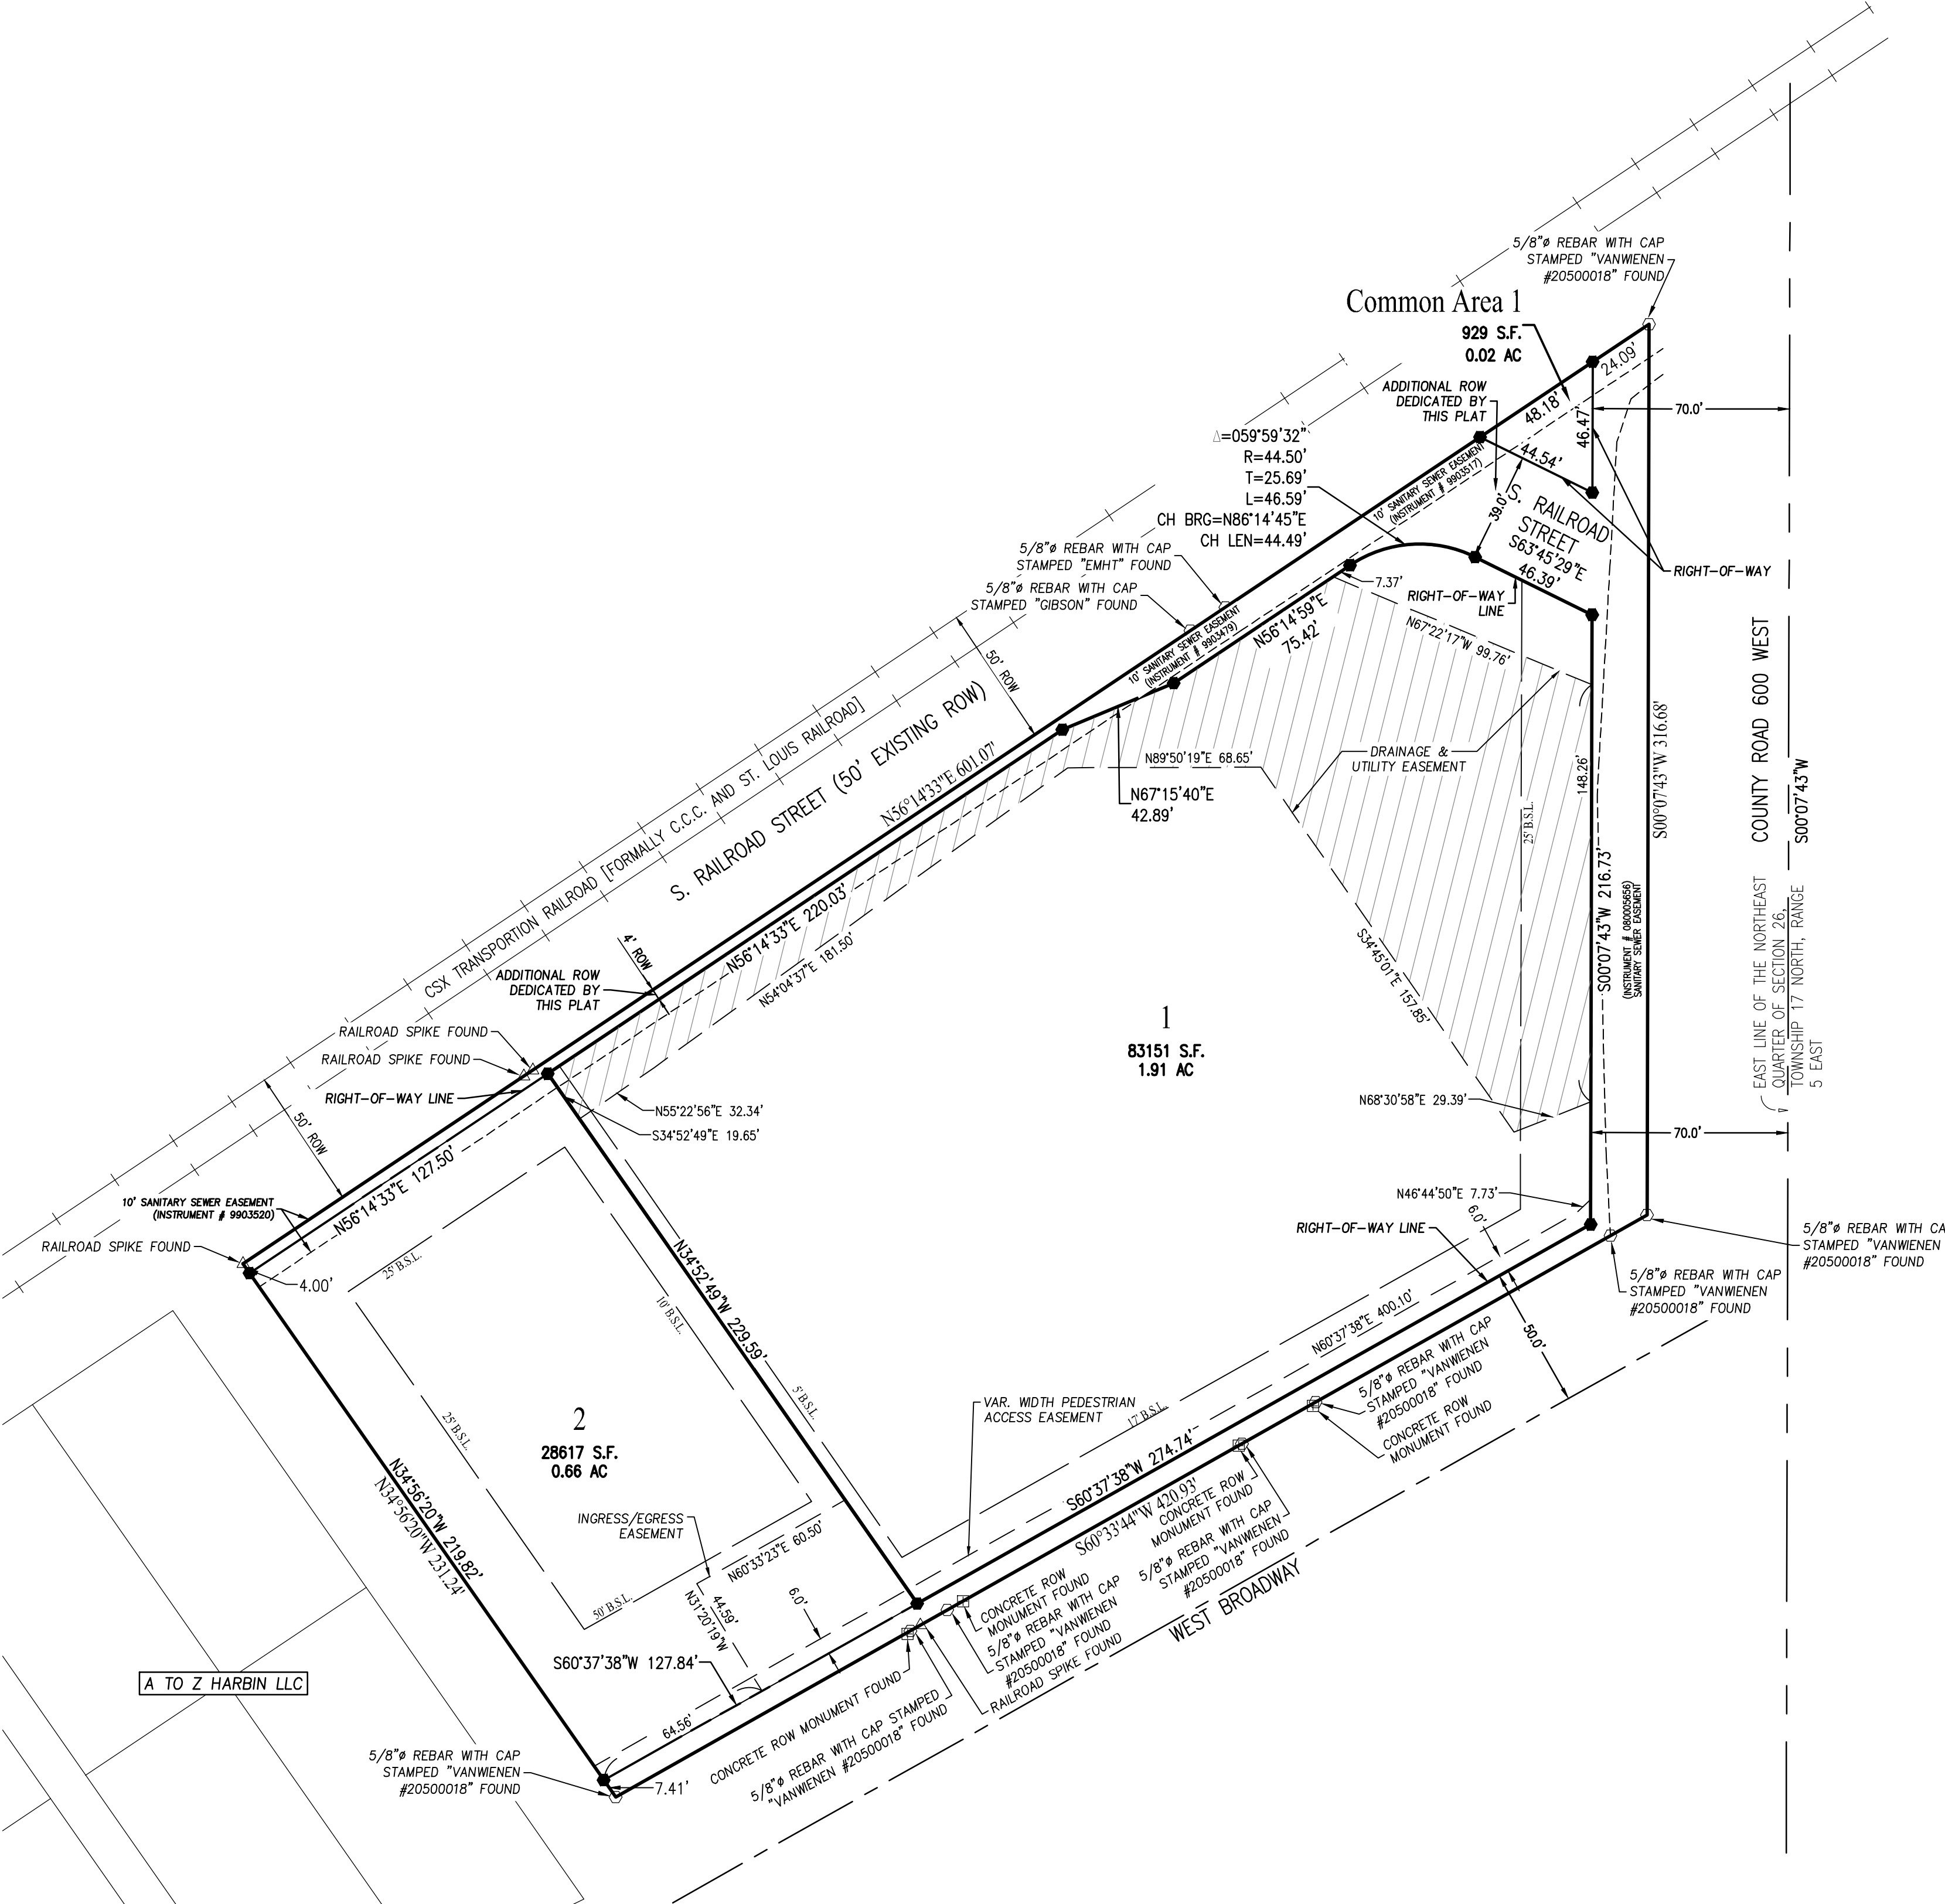 5/8"ø REBAR WITH CAP
STAMPED "VANWIENEN
#20500018" FOUND
Common Area 1
929 S.F.
0.02 AC
24.09'
48.18'
70.0'
ADDITIONAL ROW
DEDICATED BY
THIS PLAT
46.47'
44.54'
Δ=059°59'32"
R=44.50'
T=25.69'
L=46.59'
CH BRG=N86°14'45"E
CH LEN=44.49'
10' SANITARY SEWER EASEMENT
(INSTRUMENT # 9903517)
39.0'
S. RAILROAD
STREET
S63°45'29"E
46.39'
RIGHT-OF-WAY
RIGHT-OF-WAY
LINE
5/8"ø REBAR WITH CAP
STAMPED "EMHT" FOUND
5/8"ø REBAR WITH CAP
STAMPED "GIBSON" FOUND
7.37'
N56°14'59"E
75.42'
10' SANITARY SEWER EASEMENT
(INSTRUMENT # 9903479)
N67°22'17"W 99.76'
50' ROW
CSX TRANSPORTION RAILROAD [FORMALLY C.C.C. AND ST. LOUIS RAILROAD]
S. RAILROAD STREET (50' EXISTING ROW)
N56°14'33"E 601.07'
N89°50'19"E 68.65'
DRAINAGE &
UTILITY EASEMENT
N67°15'40"E
42.89'
25' B.S.L.
148.26'
S00°07'43"W 316.68'
COUNTY ROAD 600 WEST
S00°07'43"W
S00°07'43"W 216.73'
(INSTRUMENT # 080005656)
SANITARY SEWER EASEMENT
EAST LINE OF THE NORTHEAST
QUARTER OF SECTION 26,
TOWNSHIP 17 NORTH, RANGE
5 EAST
N56°14'33"E 220.03'
N54°04'37"E 181.50'
4' ROW
ADDITIONAL ROW
DEDICATED BY
THIS PLAT
S34°45'01"E 157.85'
1
83151 S.F.
1.91 AC
RAILROAD SPIKE FOUND
RAILROAD SPIKE FOUND
RIGHT-OF-WAY LINE
N55°22'56"E 32.34'
S34°52'49"E 19.65'
N68°30'58"E 29.39'
70.0'
50' ROW
N56°14'33"E 127.50'
10' SANITARY SEWER EASEMENT
(INSTRUMENT # 9903520)
RAILROAD SPIKE FOUND
4.00'
25' B.S.L.
10' B.S.L.
N34°52'49"W 229.59'
5' B.S.L.
N46°44'50"E 7.73'
6.0'
RIGHT-OF-WAY LINE
5/8"ø REBAR WITH CA
STAMPED "VANWIENEN
#20500018" FOUND
5/8"ø REBAR WITH CAP
STAMPED "VANWIENEN
#20500018" FOUND
N60°37'38"E 400.10'
50.0'
5/8"ø REBAR WITH CAP
STAMPED "VANWIENEN
#20500018" FOUND
CONCRETE ROW
MONUMENT FOUND
VAR. WIDTH PEDESTRIAN
ACCESS EASEMENT
17' B.S.L.
25' B.S.L.
2
28617 S.F.
0.66 AC
N34°56'20"W 219.82'
N34°56'20"W 231.24'
S60°37'38"W 274.74'
S60°33'44"W 420.93'
CONCRETE ROW
MONUMENT FOUND
5/8"ø REBAR WITH CAP
STAMPED "VANWIENEN
#20500018" FOUND
INGRESS/EGRESS
EASEMENT
50' B.S.L.
N60°33'23"E 60.50'
N31°20'19"W
44.59'
6.0'
CONCRETE ROW
MONUMENT FOUND
5/8"ø REBAR WITH CAP
STAMPED "VANWIENEN
#20500018" FOUND
RAILROAD SPIKE FOUND
WEST BROADWAY
S60°37'38"W 127.84'
64.56'
A TO Z HARBIN LLC
CONCRETE ROW MONUMENT FOUND
5/8"ø REBAR WITH CAP STAMPED
"VANWIENEN #20500018" FOUND
5/8"ø REBAR WITH CAP
STAMPED "VANWIENEN
#20500018" FOUND
7.41'